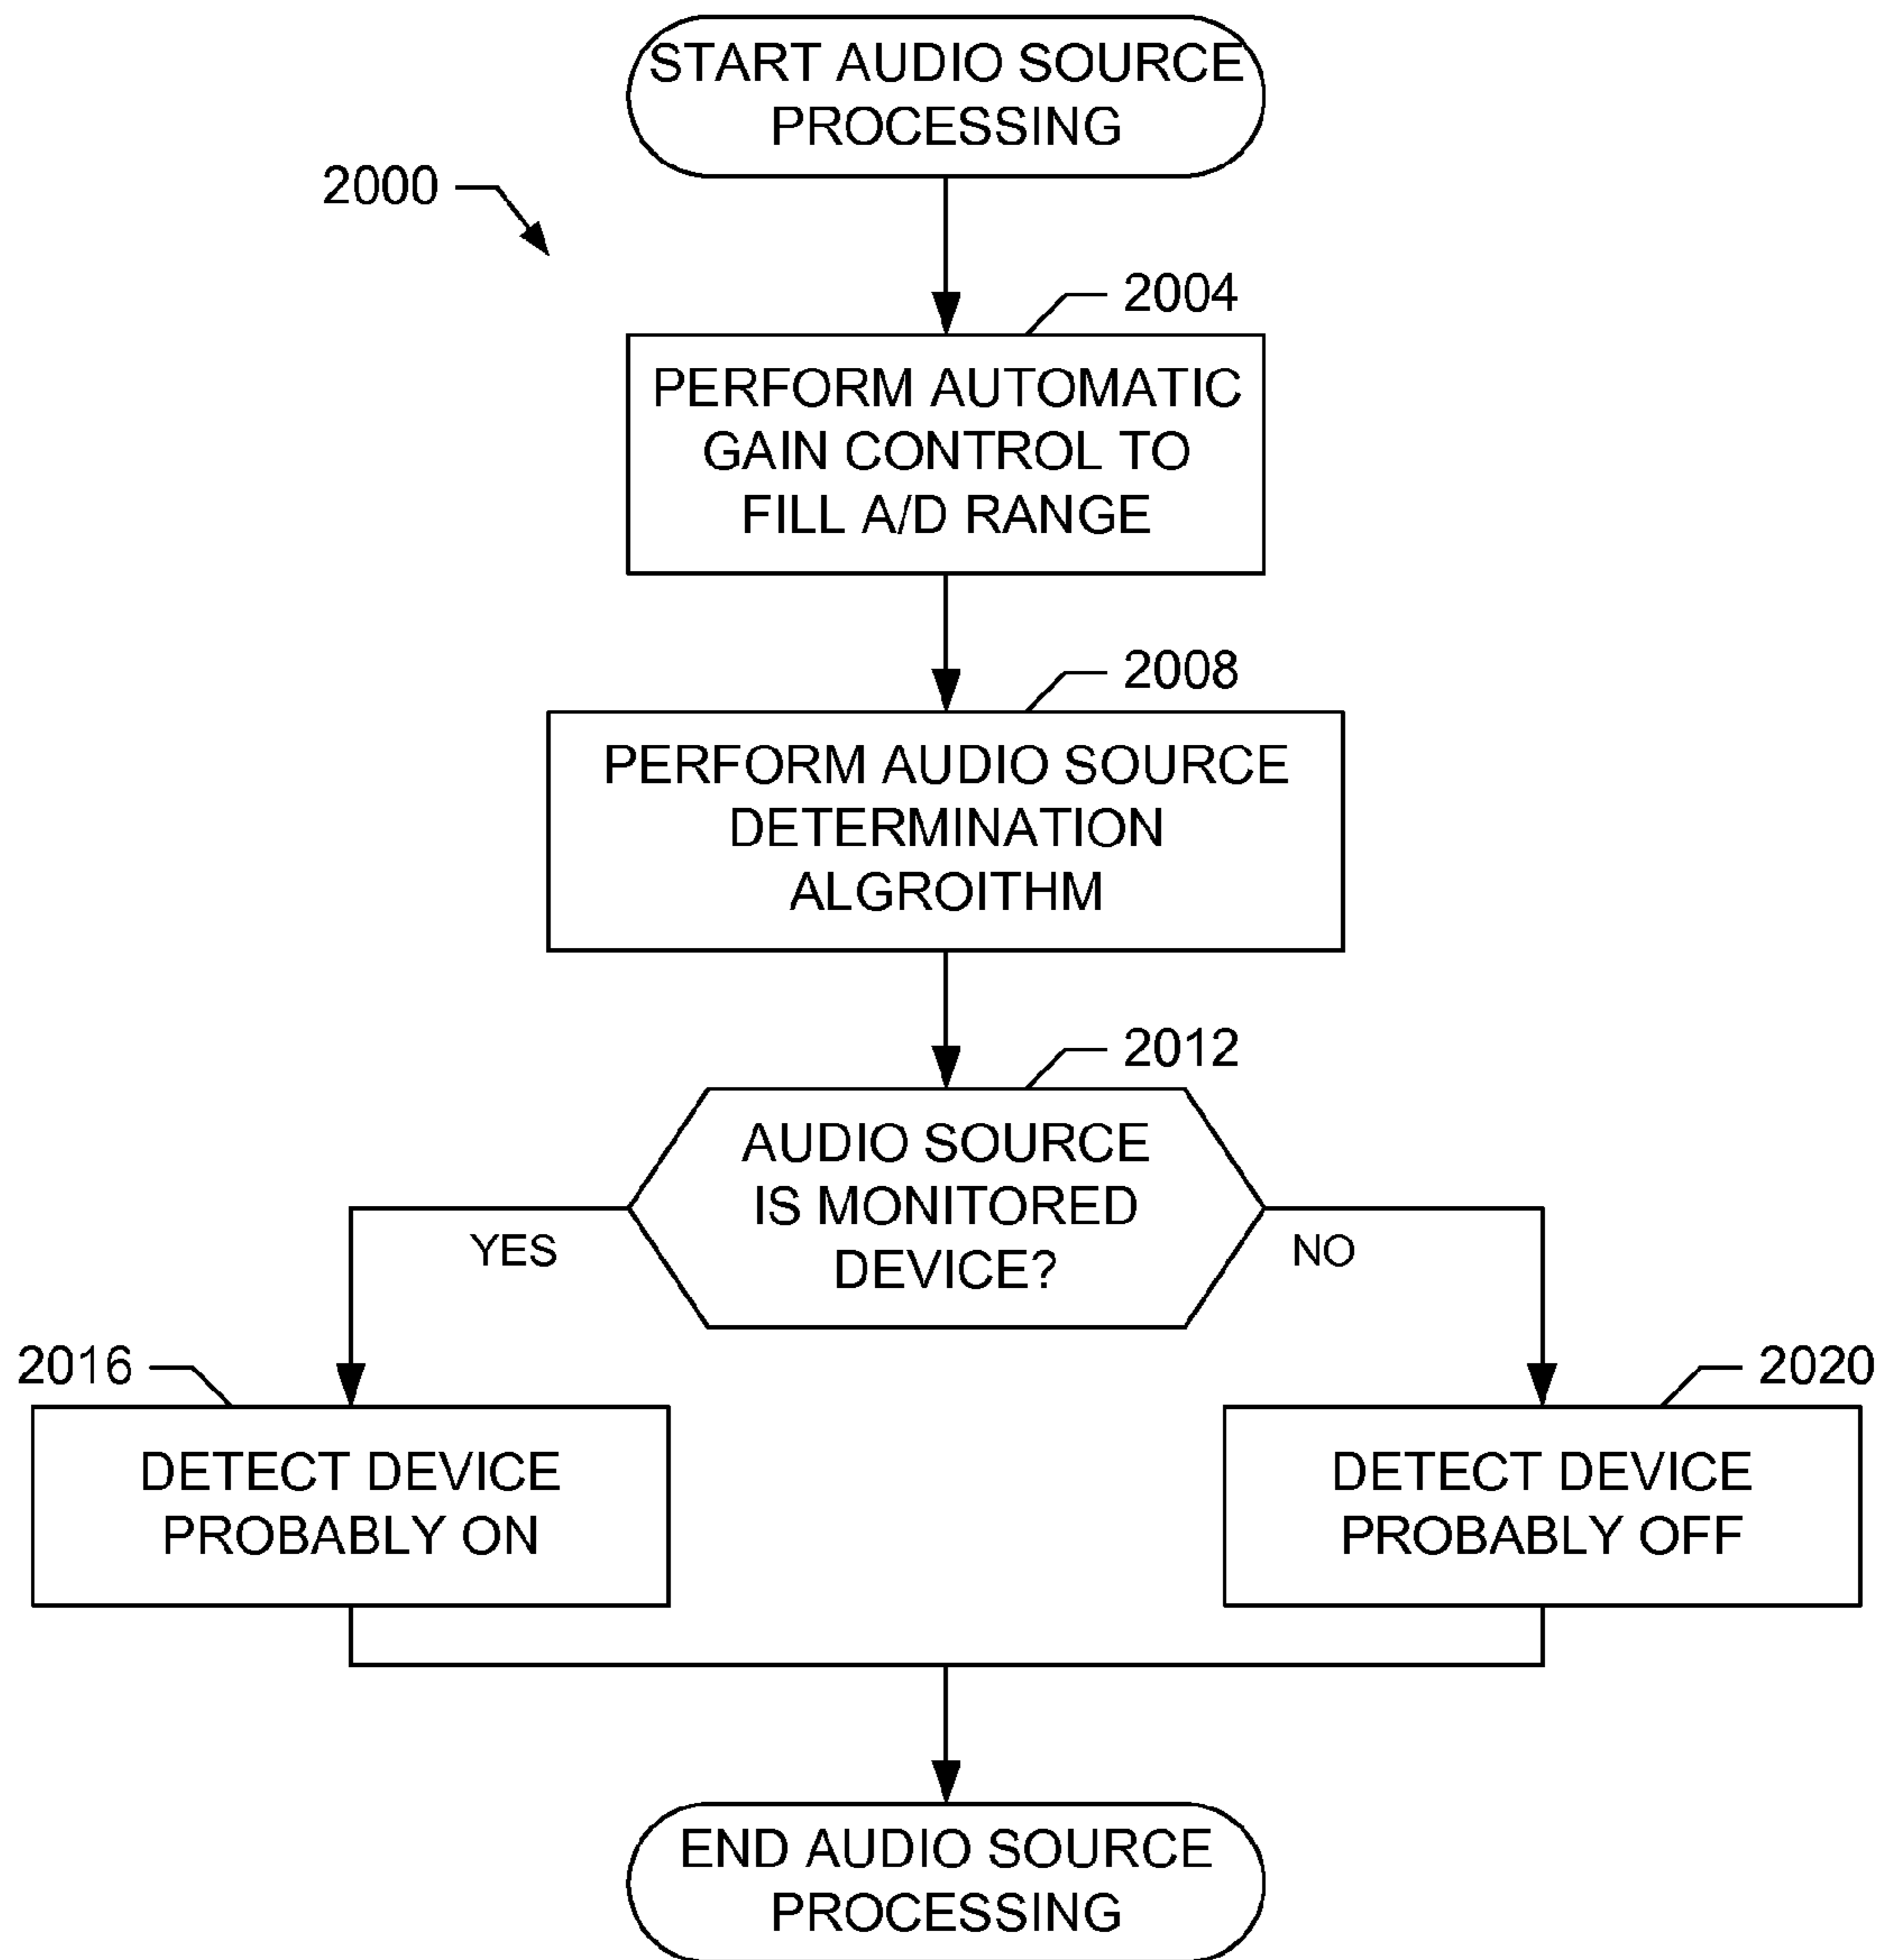 START AUDIO SOURCE
PROCESSING
2000
2004
PERFORM AUTOMATIC
GAIN CONTROL TO
FILL A/D RANGE
2008
PERFORM AUDIO SOURCE
DETERMINATION
ALGROITHM
2012
AUDIO SOURCE
IS MONITORED
DEVICE?
YES
NO
2016
DETECT DEVICE
PROBABLY ON
2020
DETECT DEVICE
PROBABLY OFF
END AUDIO SOURCE
PROCESSING